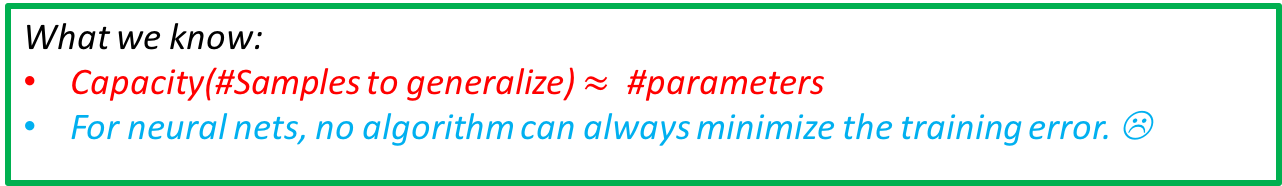 What we know:
• Capacity(#Samples to generalize) ≈ #parameters
• For neural nets, no algorithm can always minimize the training error. ☹